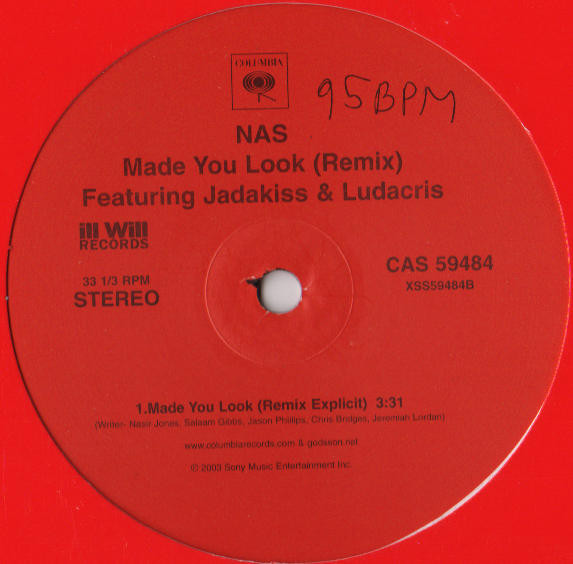 COLUMBIA
95BPM
NAS
Made You Look (Remix)
Featuring Jadakiss & Ludacris
ill Will
RECORDS
33 1/3 RPM
STEREO
CAS 59484
XSS59484B
1.Made You Look (Remix Explicit) 3:31
(Writer- Nasir Jones, Salaam Gibbs, Jason Phillips, Chris Bridges, Jeremiah Lordan)
www.columbiarecords.com & godsson.net
© 2003 Sony Music Entertainment Inc.